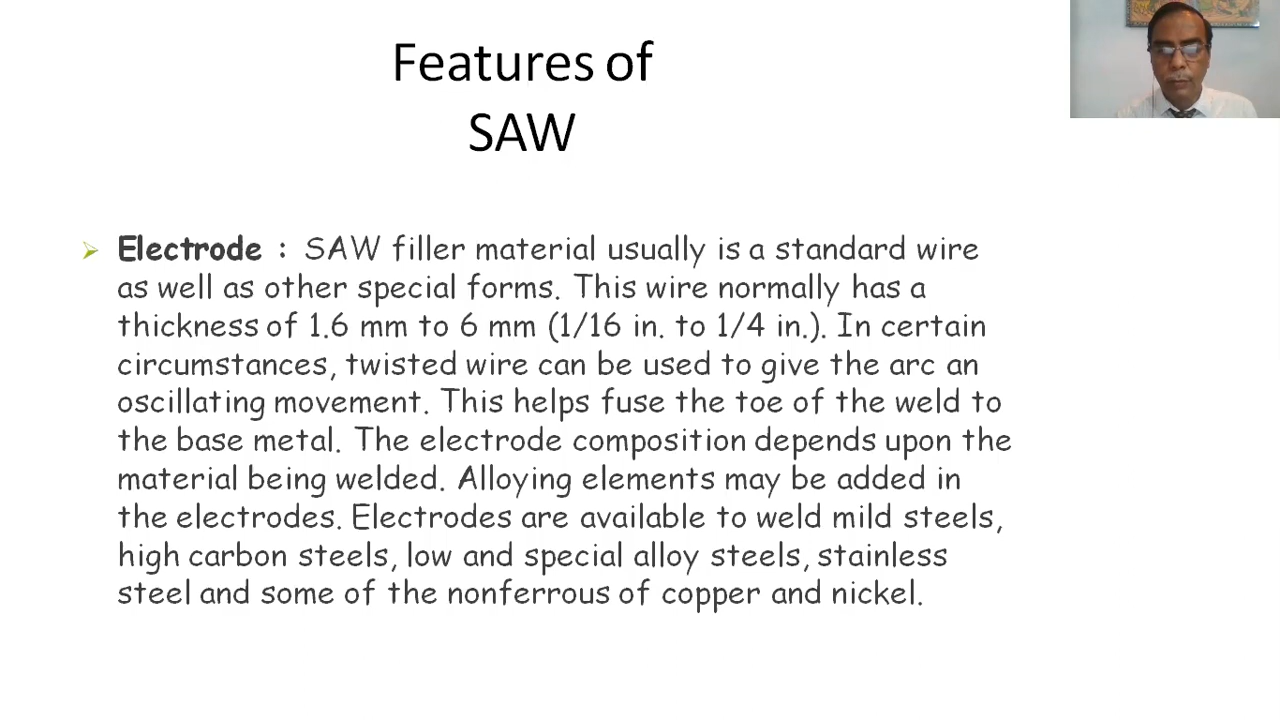 Features of
SAW
Electrode : SAW filler material usually is a standard wire
as well as other special forms. This wire normally has a
thickness of 1.6 mm to 6 mm (1/16 in. to 1/4 in.). In certain
circumstances, twisted wire can be used to give the arc an
oscillating movement. This helps fuse the toe of the weld to
the base metal. The electrode composition depends upon the
material being welded. Alloying elements may be added in
the electrodes. Electrodes are available to weld mild steels,
high carbon steels, low and special alloy steels, stainless
steel and some of the nonferrous of copper and nickel.